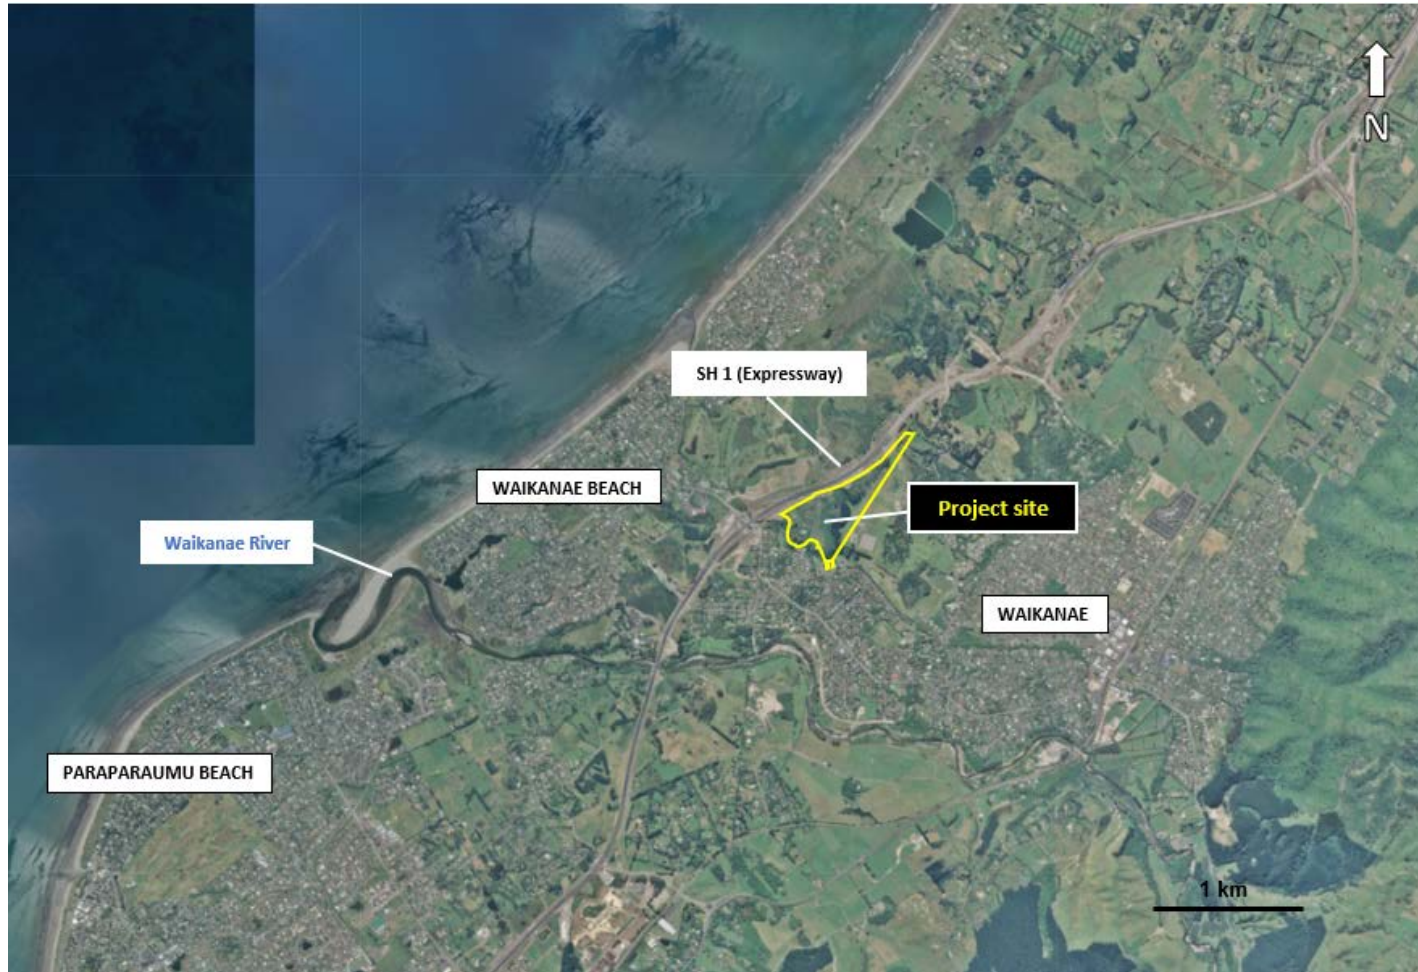 N
SH 1 (Expressway)
WAIKANAE BEACH
Project site
Waikanae River
WAIKANAE
PARAPARAUMU BEACH
1 km